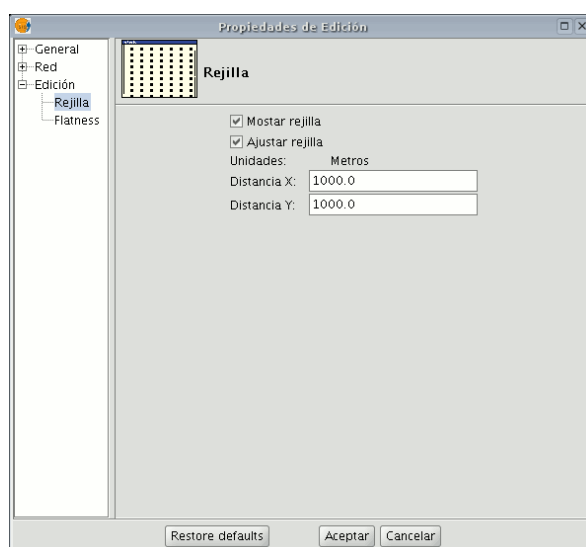 Propiedades de Edición
General
Red
Edición
Rejilla
Flatness
Rejilla
Mostar rejilla
Ajustar rejilla
Unidades: Metros
Distancia X: 1000.0
Distancia Y: 1000.0
Restore defaults Aceptar Cancelar